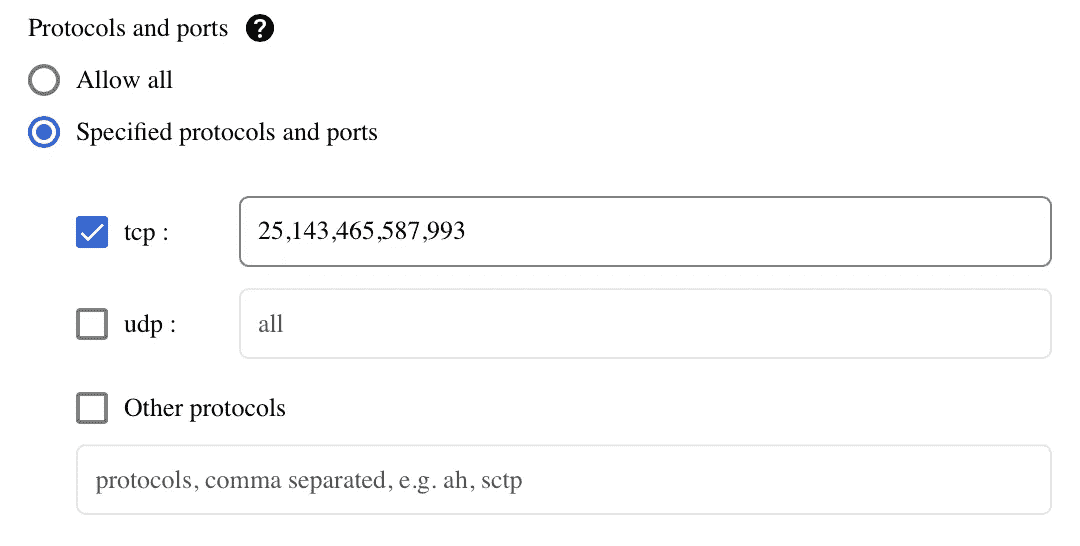 Protocols and ports ?
Allow all
Specified protocols and ports
tcp : 25,143,465,587,993
udp : all
Other protocols
protocols, comma separated, e.g. ah, sctp